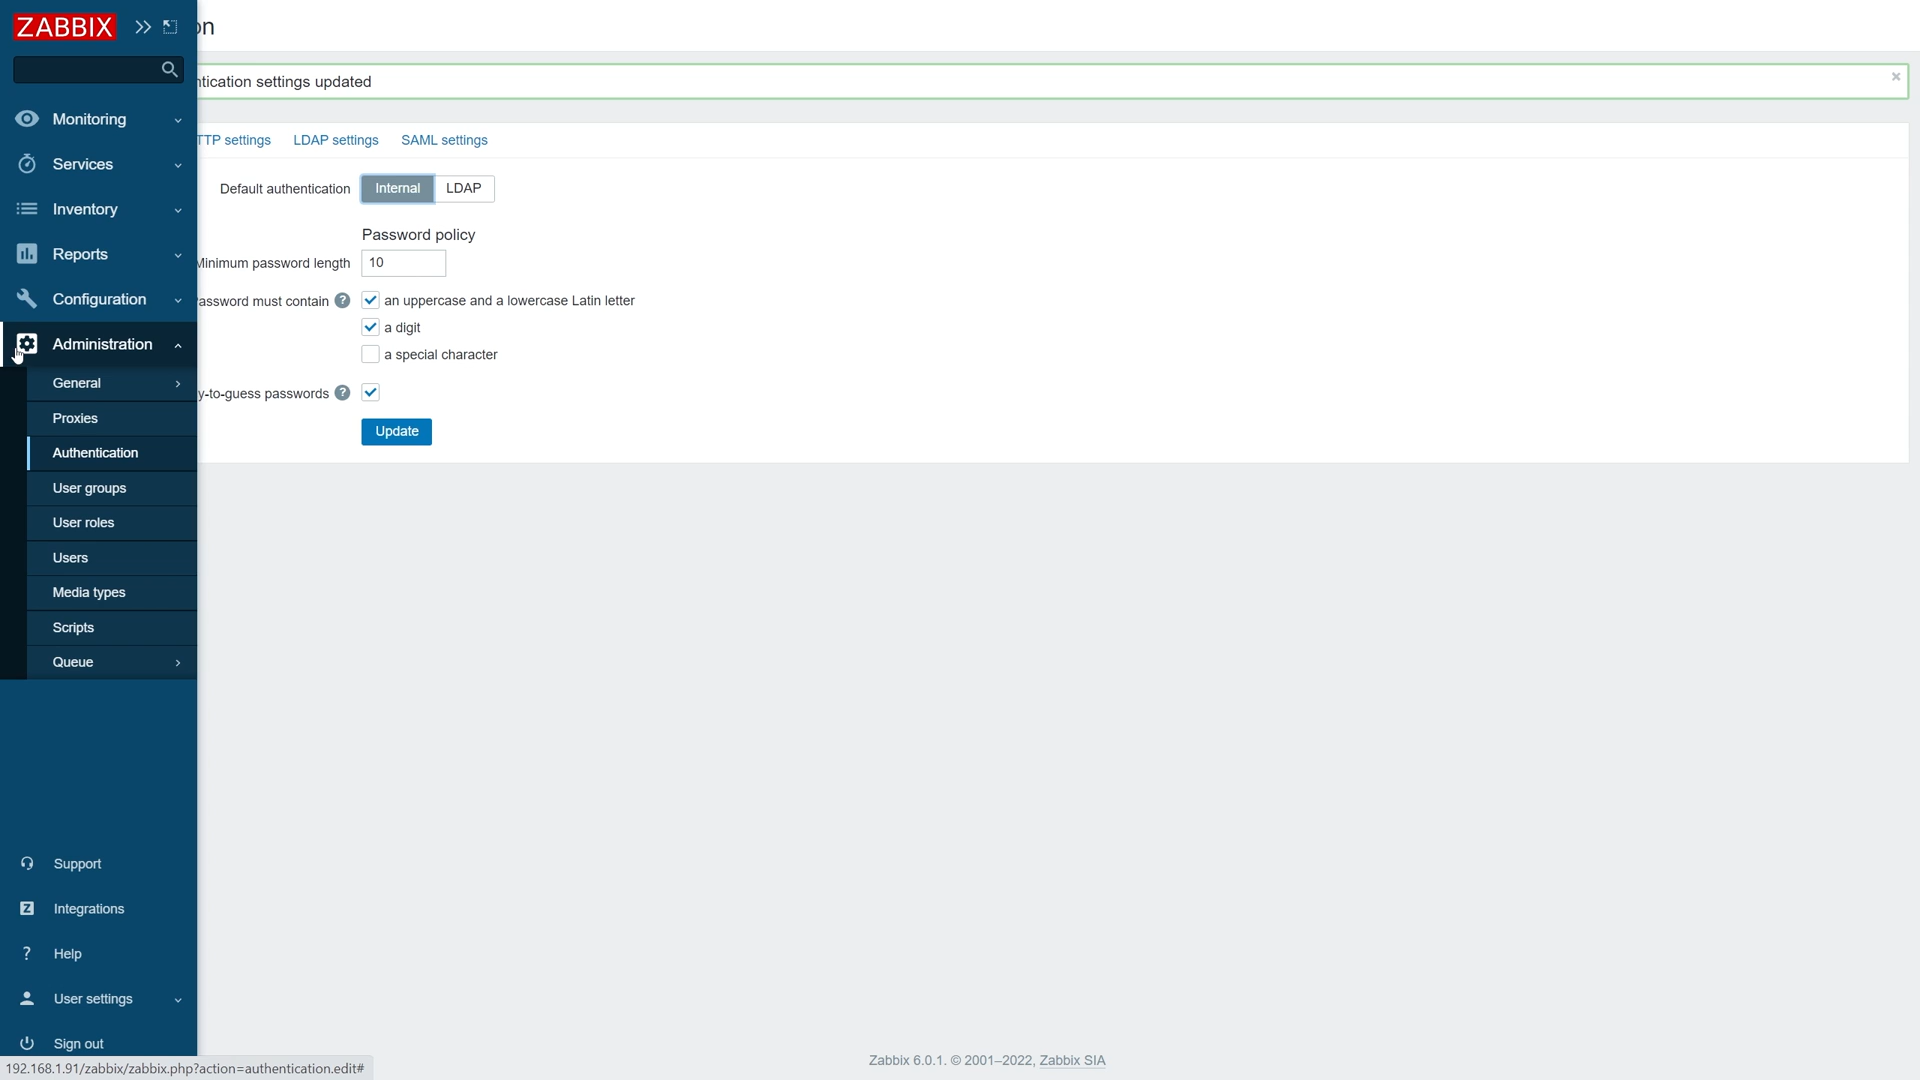 ZABBIX
on
ntication settings updated
Monitoring
Services
Inventory
Reports
Configuration
Administration
General
Proxies
Authentication
User groups
User roles
Users
Media types
Scripts
Queue
Support
Integrations
Help
User settings
Sign out
TTP settings LDAP settings SAML settings
Default authentication Internal LDAP
Password policy
Minimum password length 10
assword must contain ? an uppercase and a lowercase Latin letter
a digit
a special character
y-to-guess passwords ?
Update
Zabbix 6.0.1. © 2001–2022, Zabbix SIA
192.168.1.91/zabbix/zabbix.php?action=authentication.edit#